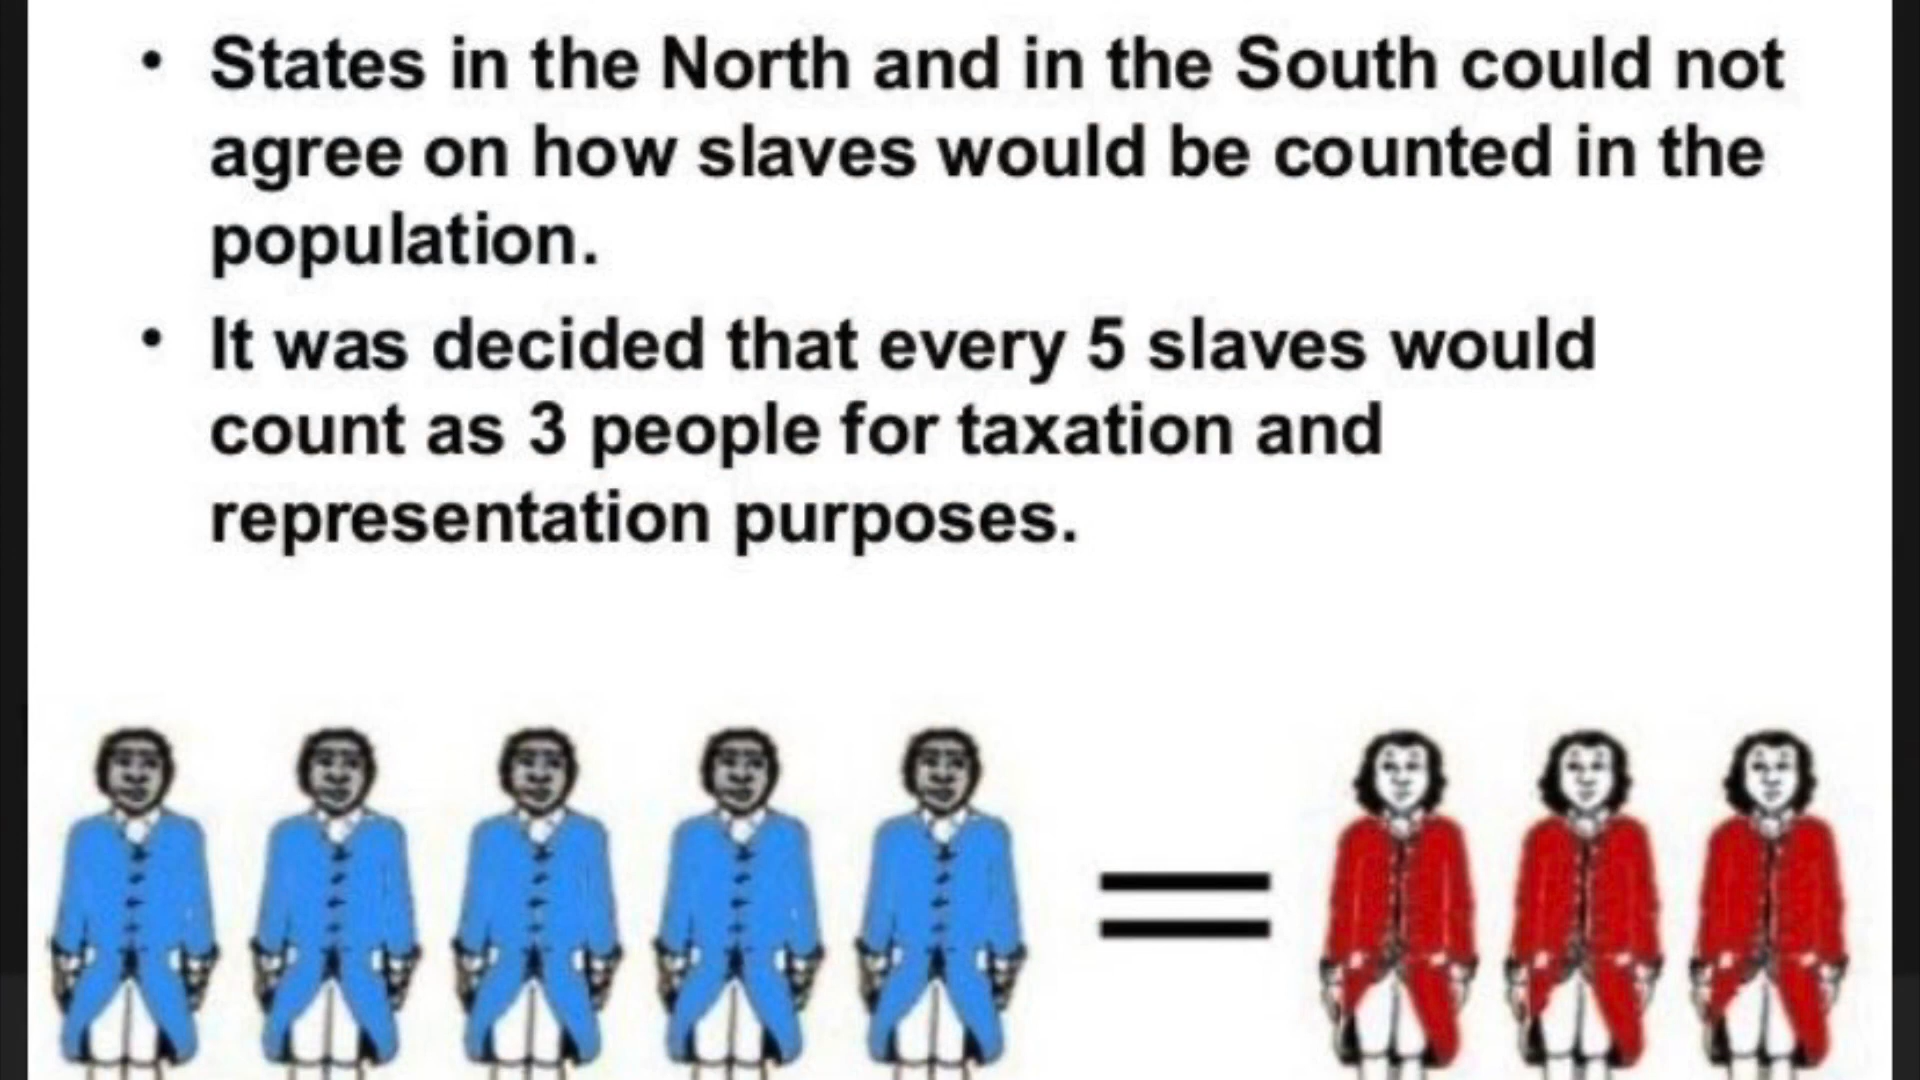 • States in the North and in the South could not
agree on how slaves would be counted in the
population.
• It was decided that every 5 slaves would
count as 3 people for taxation and
representation purposes.